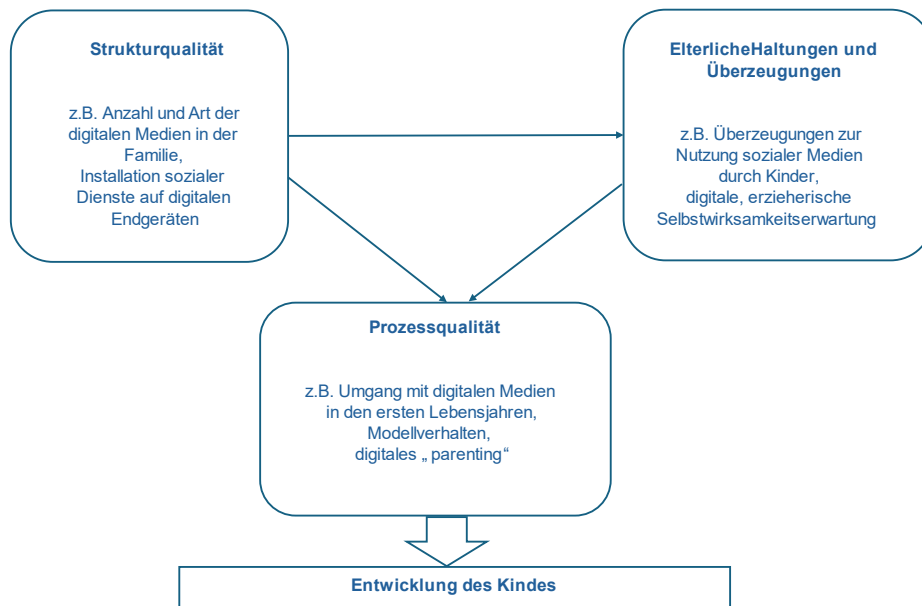 Strukturqualität
z.B. Anzahl und Art der
digitalen Medien in der
Familie,
Installation sozialer
Dienste auf digitalen
Endgeräten
ElterlicheHaltungen und
Überzeugungen
z.B. Überzeugungen zur
Nutzung sozialer Medien
durch Kinder,
digitale, erzieherische
Selbstwirksamkeitserwartung
Prozessqualität
z.B. Umgang mit digitalen Medien
in den ersten Lebensjahren,
Modellverhalten,
digitales „ parenting“
Entwicklung des Kindes